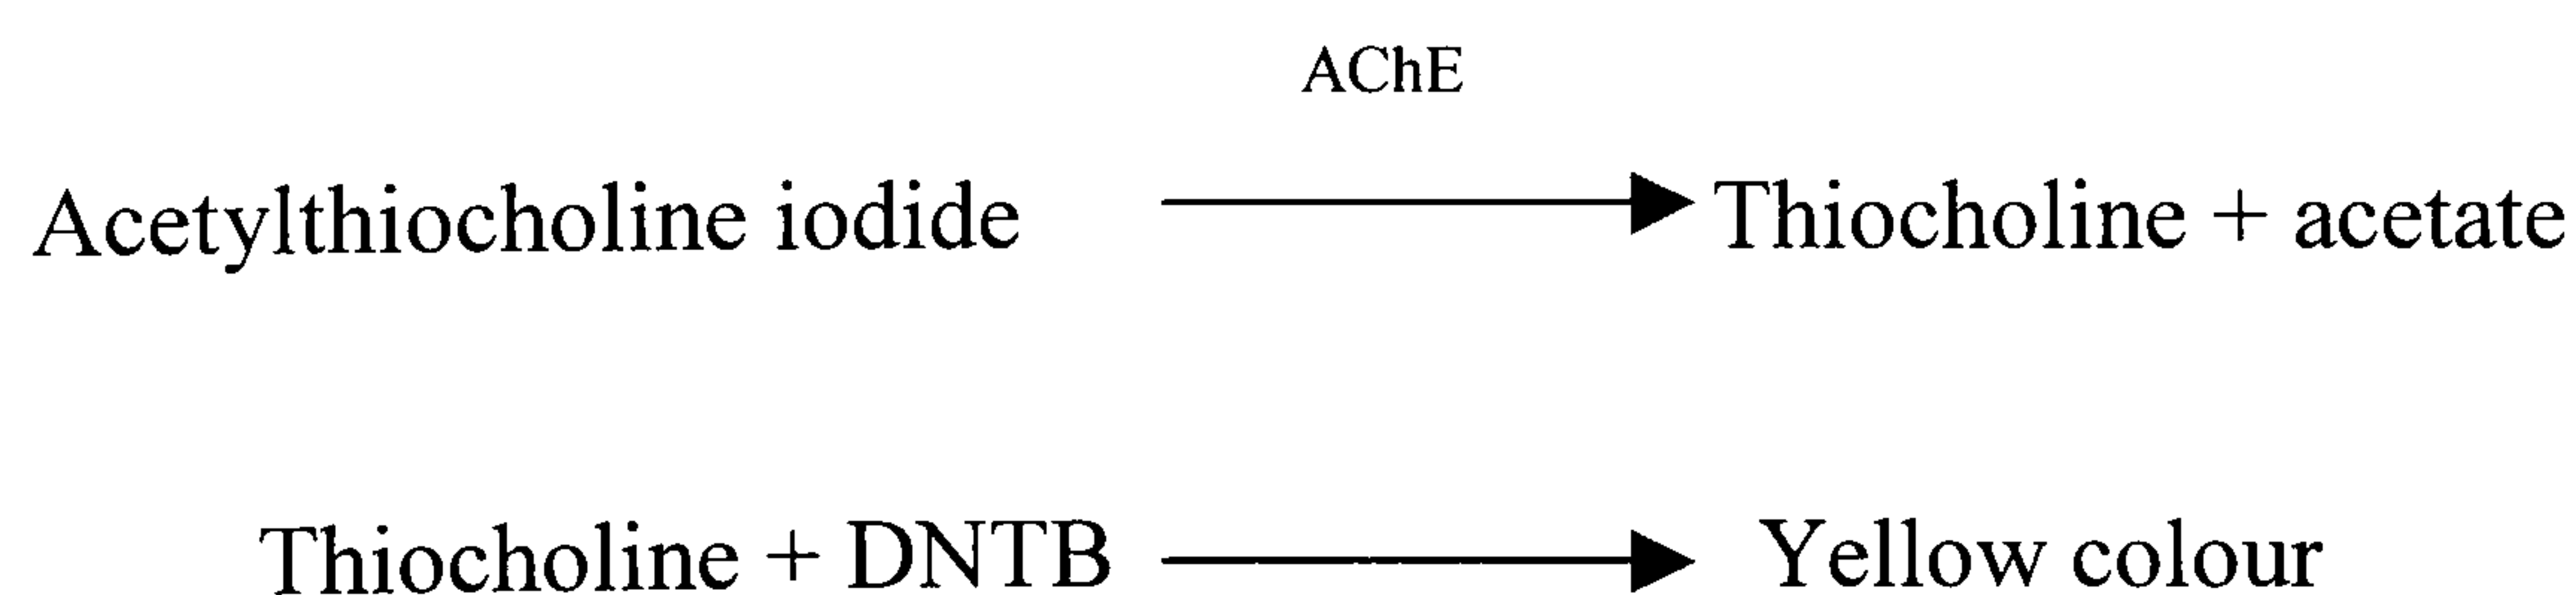 AChE
Acetylthiocholine iodide Thiocholine + acetate
Thiocholine + DNTB Yellow colour